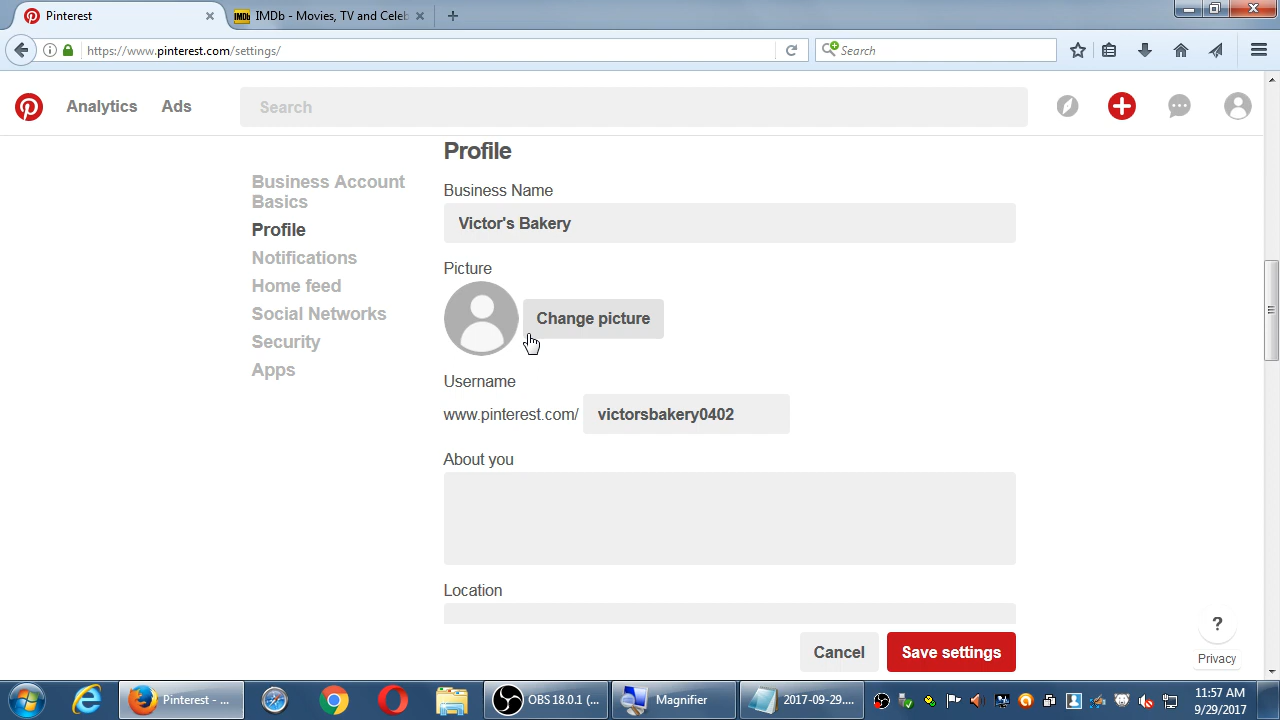 Pinterest
IMDb - Movies, TV and Celeb
https://www.pinterest.com/settings/
Search
Analytics
Ads
Search
Profile
Business Account
Basics
Profile
Notifications
Home feed
Social Networks
Security
Apps
Business Name
Victor's Bakery
Picture
Change picture
Username
www.pinterest.com/
victorsbakery0402
About you
Location
Cancel
Save settings
?
Privacy
Pinterest - ...
OBS 18.0.1 (...
Magnifier
2017-09-29....
11:57 AM
9/29/2017